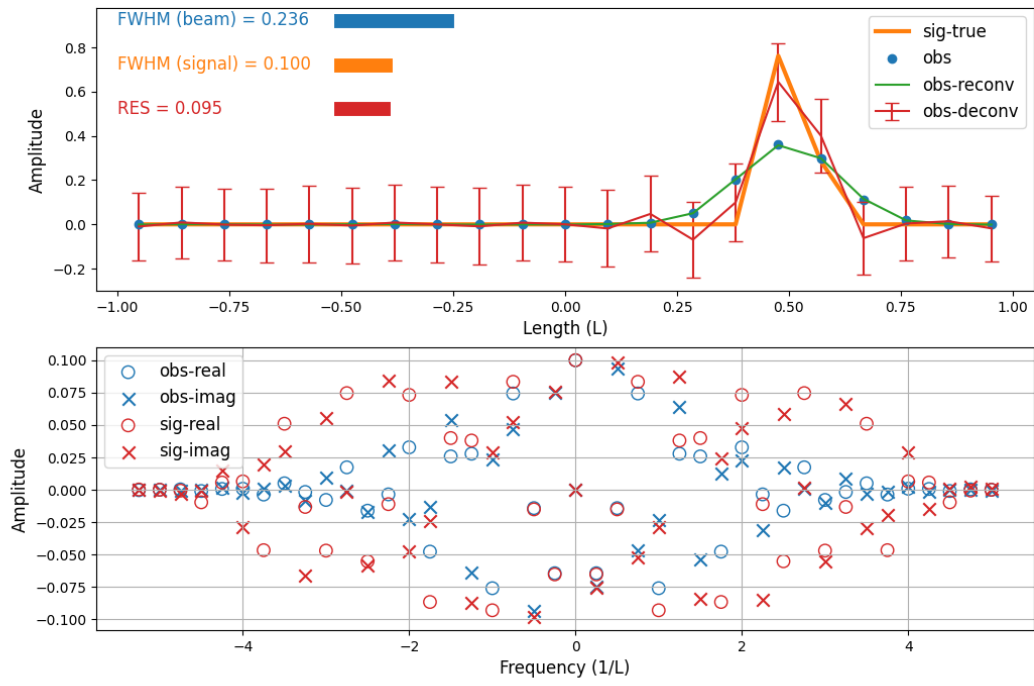 FWHM (beam) = 0.236
FWHM (signal) = 0.100
RES = 0.095
sig-true
obs
obs-reconv
obs-deconv
Amplitude
0.8
0.6
0.4
0.2
0.0
−0.2
−1.00 −0.75 −0.50 −0.25 0.00 0.25 0.50 0.75 1.00
Length (L)
obs-real
obs-imag
sig-real
sig-imag
Amplitude
0.100
0.075
0.050
0.025
0.000
−0.025
−0.050
−0.075
−0.100
−4 −2 0 2 4
Frequency (1/L)